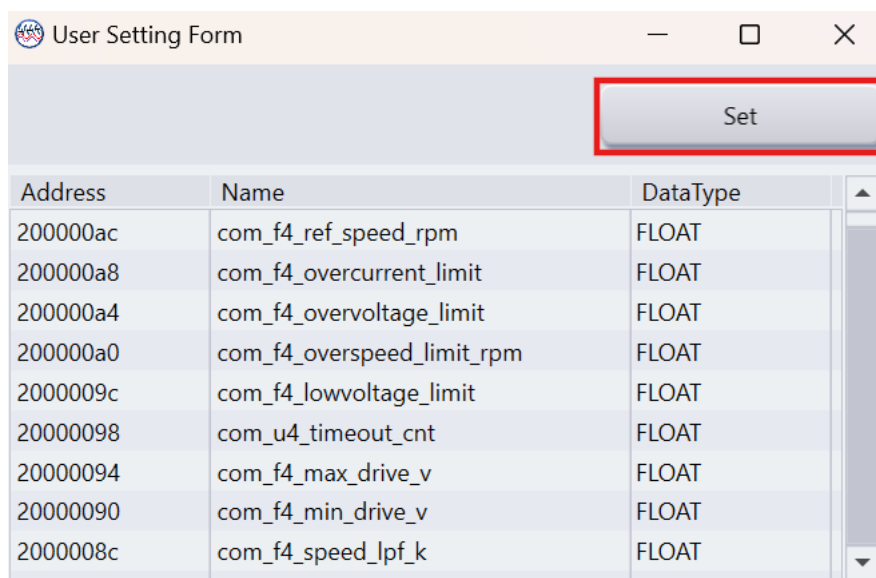 User Setting Form
Set
Address Name DataType
200000ac com_f4_ref_speed_rpm FLOAT
200000a8 com_f4_overcurrent_limit FLOAT
200000a4 com_f4_overvoltage_limit FLOAT
200000a0 com_f4_overspeed_limit_rpm FLOAT
2000009c com_f4_lowvoltage_limit FLOAT
20000098 com_u4_timeout_cnt FLOAT
20000094 com_f4_max_drive_v FLOAT
20000090 com_f4_min_drive_v FLOAT
2000008c com_f4_speed_lpf_k FLOAT